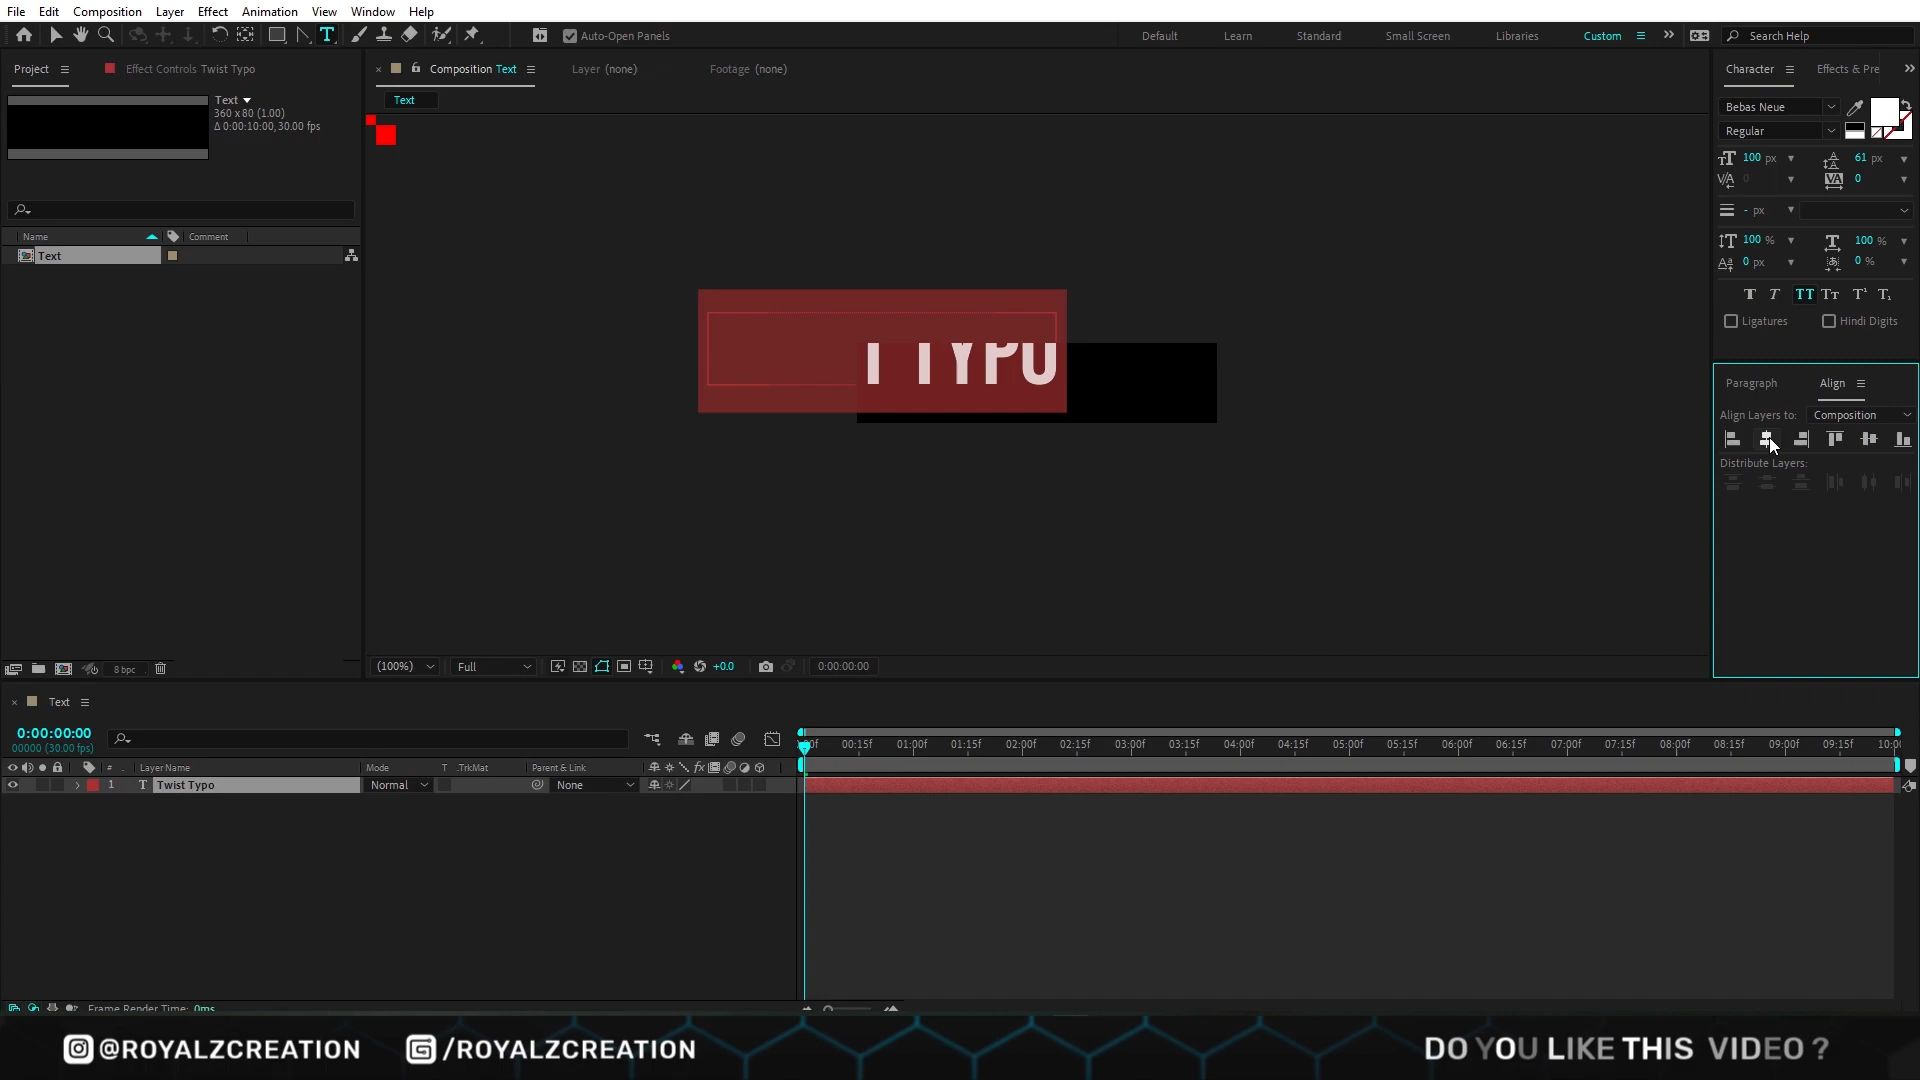 File Edit Composition Layer Effect Animation View Window Help
Auto-Open Panels Default Learn Standard Small Screen Libraries Custom Search Help
Project Effect Controls Twist Typo Composition Text Layer (none) Footage (none) Character Effects & Pre
Text
360 x 80 (1.00)
Δ 0:00:10:00, 30.00 fps
Text
Bebas Neue
Regular
100 px 61 px
0 0
- px
100 % 100 %
0 px 0 %
Ligatures Hindi Digits
Name Comment
Text
T TYPO
Paragraph Align
Align Layers to: Composition
Distribute Layers:
8 bpc (100%) Full +0.0 0:00:00:00
Text
0:00:00:00
00000 (30.00 fps)
00:15f 01:00f 01:15f 02:00f 02:15f 03:00f 03:15f 04:00f 04:15f 05:00f 05:15f 06:00f 06:15f 07:00f 07:15f 08:00f 08:15f 09:00f 09:15f
# Layer Name Mode T .TrkMat Parent & Link
1 T Twist Typo Normal None
Frame Render Time: 0ms
@ROYALZCREATION /ROYALZCREATION DO YOU LIKE THIS VIDEO ?